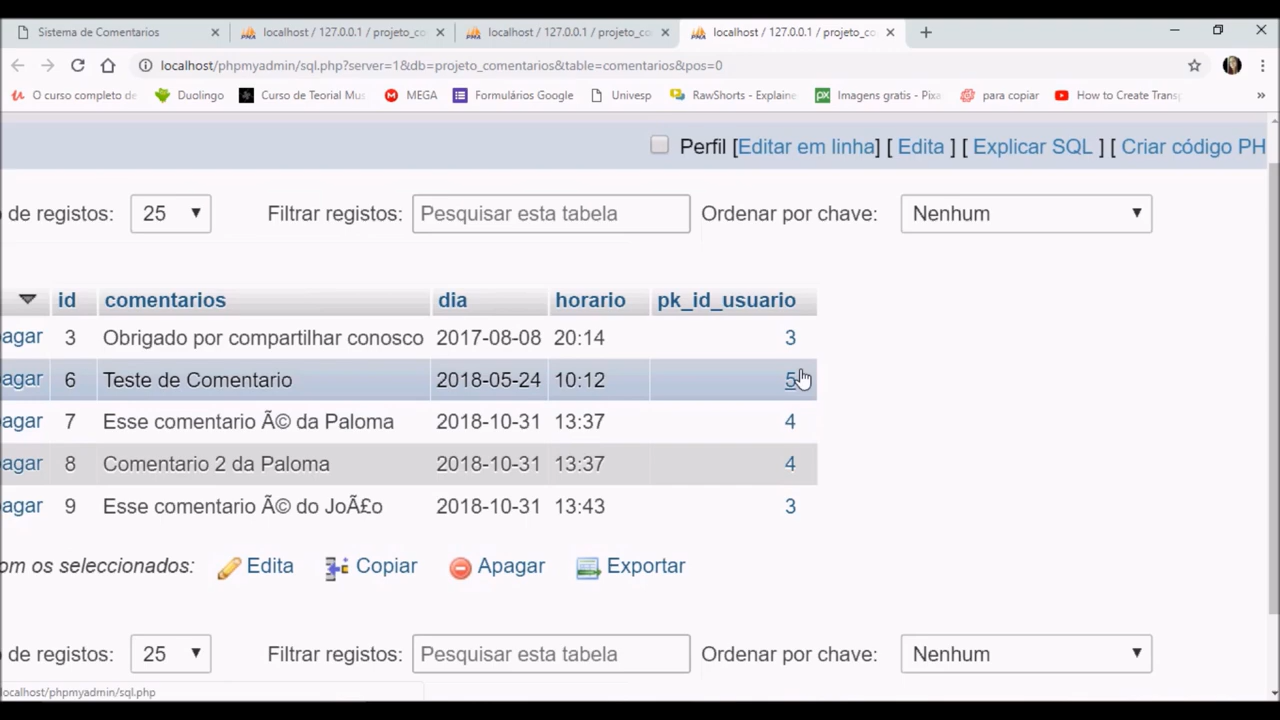 Sistema de Comentarios
localhost / 127.0.0.1 / projeto_co
localhost / 127.0.0.1 / projeto_co
localhost / 127.0.0.1 / projeto_co
localhost/phpmyadmin/sql.php?server=1&db=projeto_comentarios&table=comentarios&pos=0
O curso completo de
Duolingo
Curso de Teorial Mus
MEGA
Formulários Google
Univesp
RawShorts - Explaine
Imagens gratis - Pixa
para copiar
How to Create Transp
»
Perfil [Editar em linha] [ Edita ] [ Explicar SQL ] [ Criar código PH
o de registos: 25 Filtrar registos: Pesquisar esta tabela Ordenar por chave: Nenhum
id comentarios dia horario pk_id_usuario
pagar 3 Obrigado por compartilhar conosco 2017-08-08 20:14 3
pagar 6 Teste de Comentario 2018-05-24 10:12 5
pagar 7 Esse comentario Ã© da Paloma 2018-10-31 13:37 4
pagar 8 Comentario 2 da Paloma 2018-10-31 13:37 4
pagar 9 Esse comentario Ã© do JoÃ£o 2018-10-31 13:43 3
om os seleccionados: Edita Copiar Apagar Exportar
o de registos: 25 Filtrar registos: Pesquisar esta tabela Ordenar por chave: Nenhum
localhost/phpmyadmin/sql.php